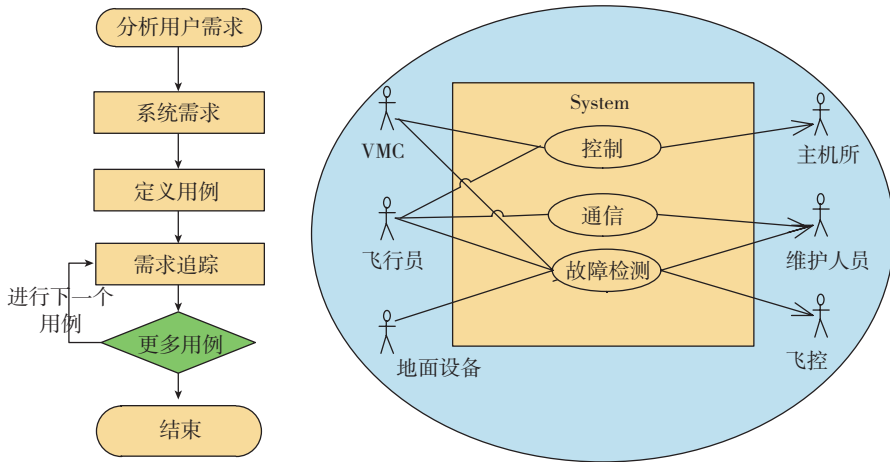 分析用户需求
系统需求
定义用例
需求追踪
进行下一个
用例
更多用例
结束
System
VMC
飞行员
地面设备
控制
通信
故障检测
主机所
维护人员
飞控